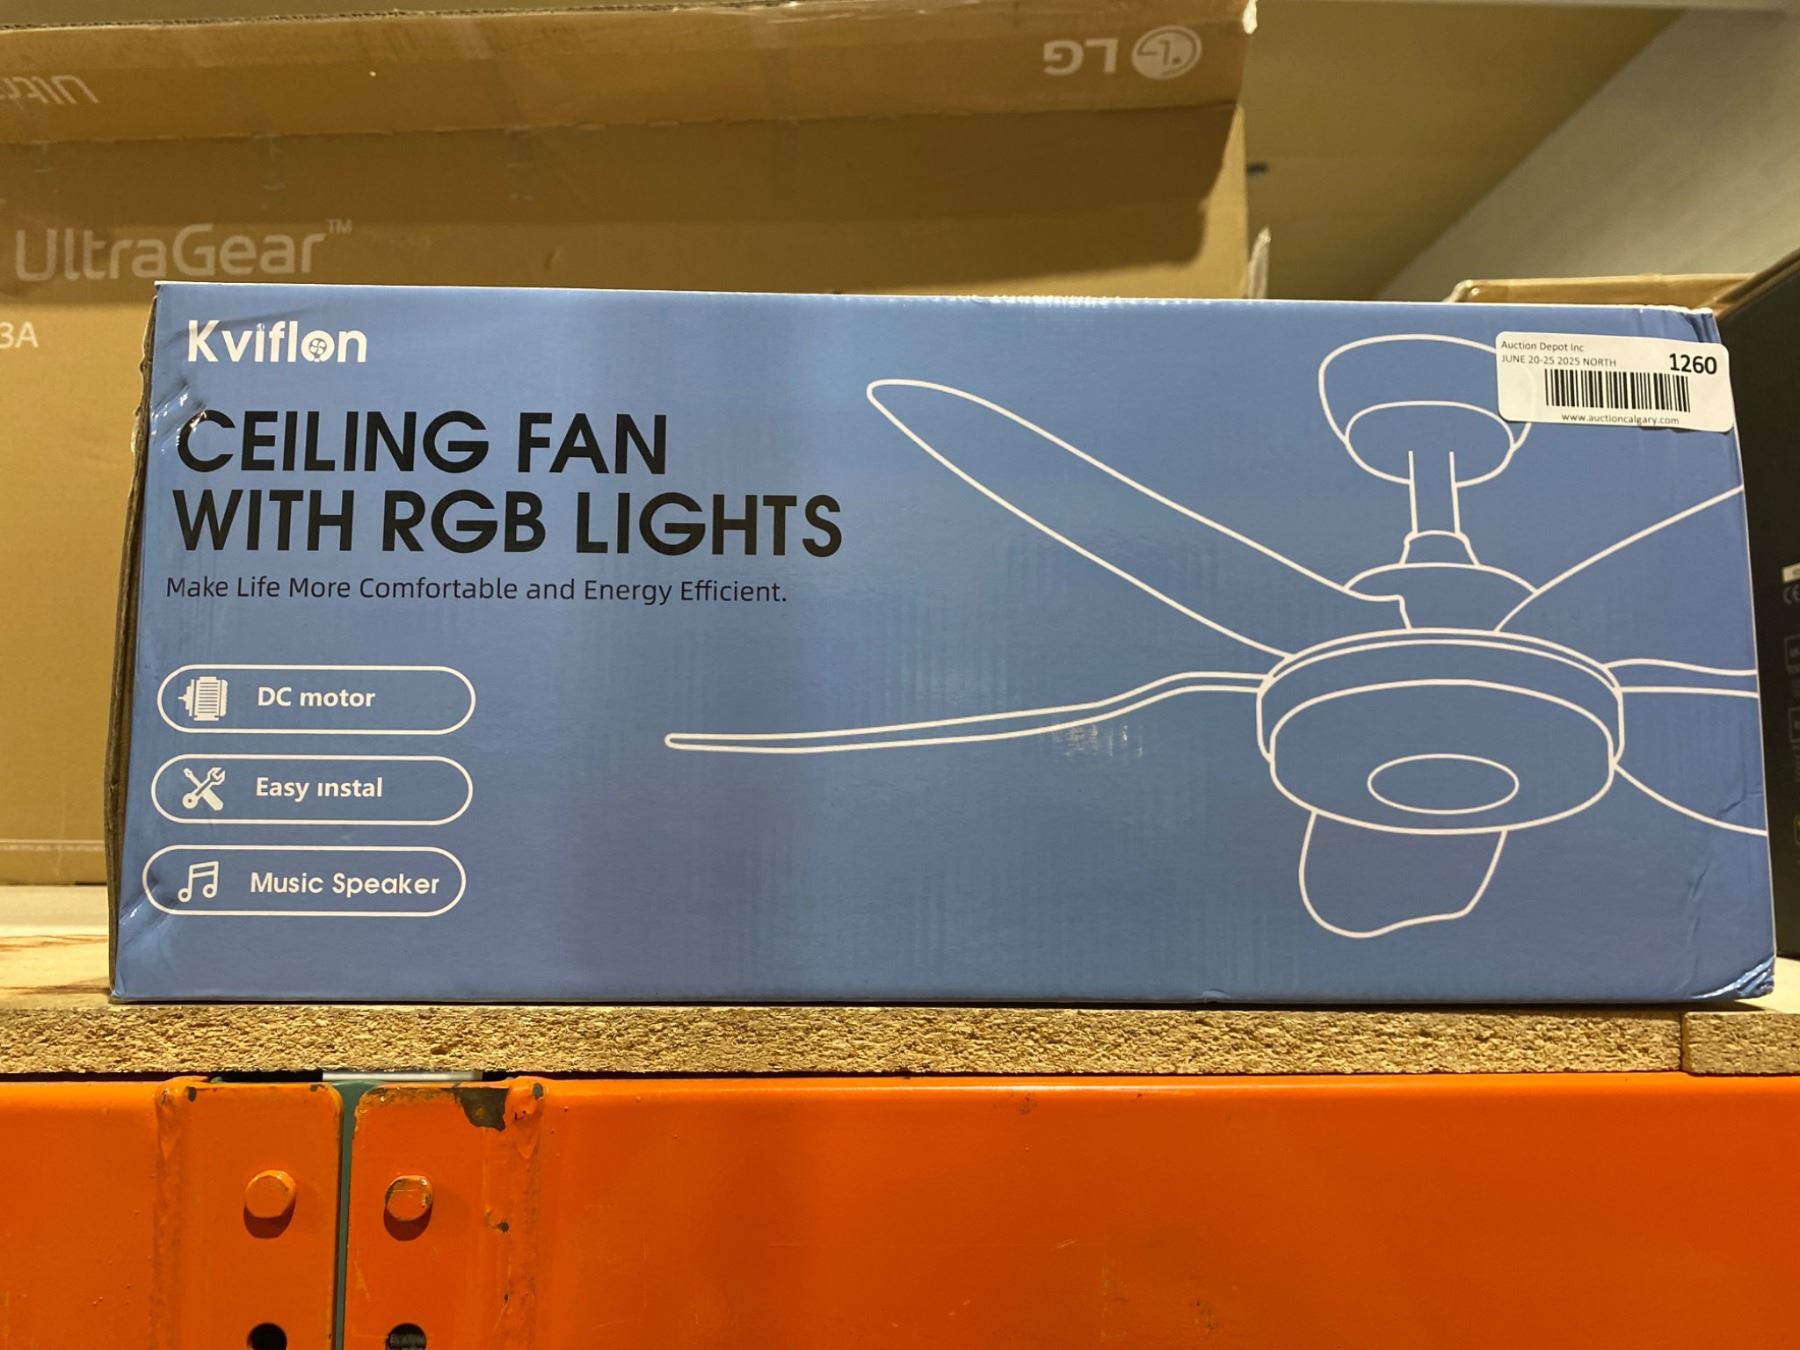 LG
UltraGear™
3A
Kviflon
CEILING FAN
WITH RGB LIGHTS
Make Life More Comfortable and Energy Efficient.
DC motor
Easy instal
Music Speaker
Auction Depot Inc
JUNE 20-25 2025 NORTH
1260
www.auctioncalgary.com